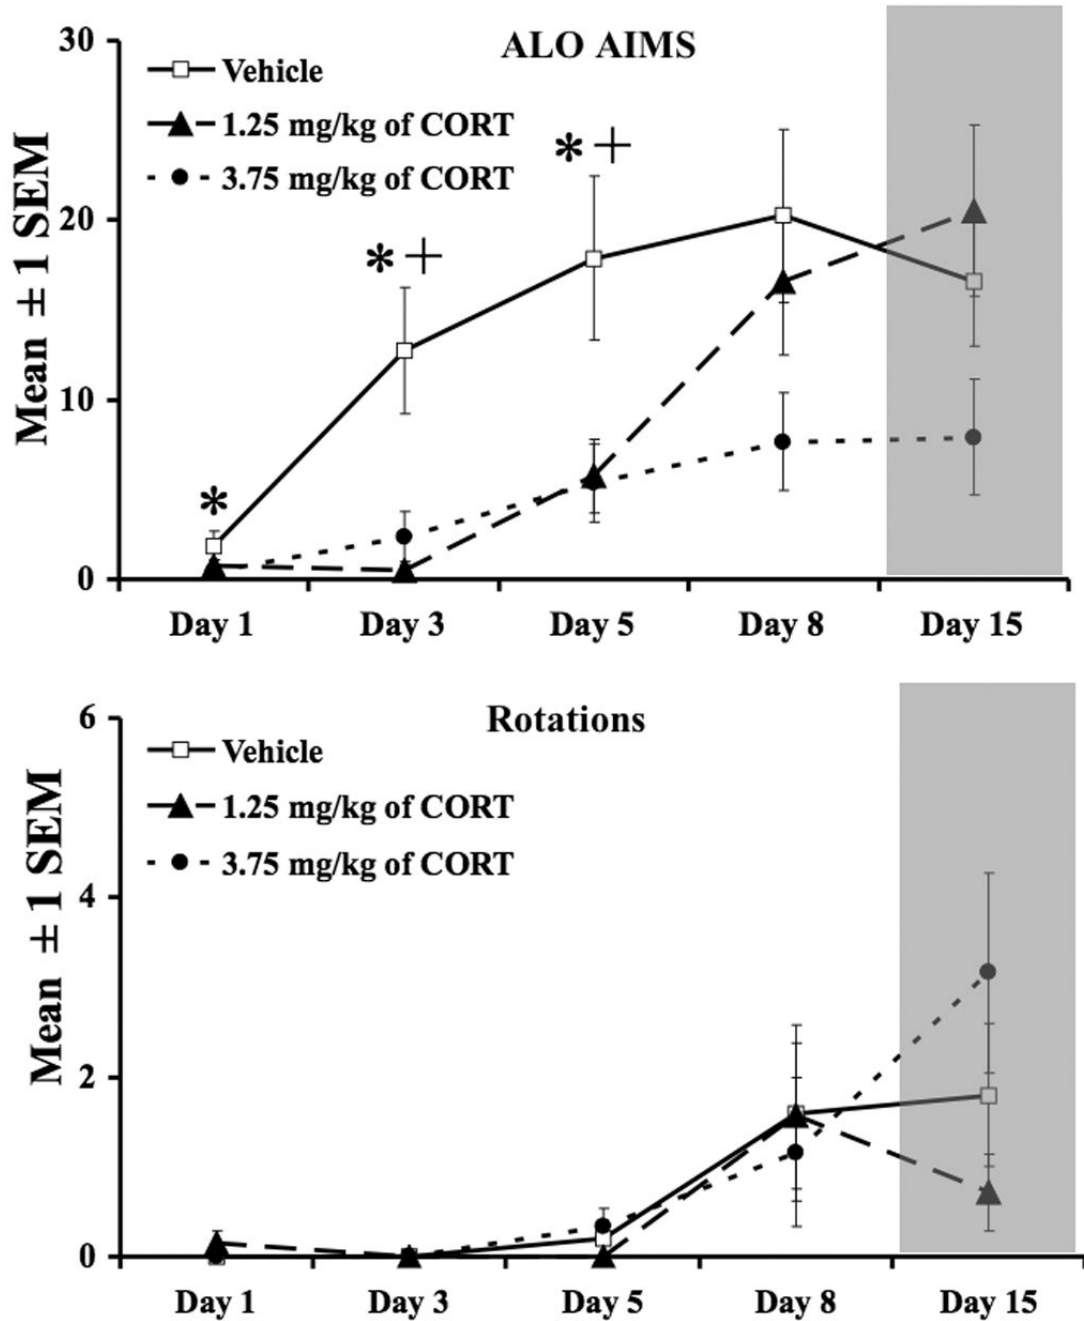 ALO AIMS
30
Vehicle
1.25 mg/kg of CORT
3.75 mg/kg of CORT
* +
20
* +
10
*
0
Mean ± 1 SEM
Day 1 Day 3 Day 5 Day 8 Day 15
Rotations
6
Vehicle
1.25 mg/kg of CORT
3.75 mg/kg of CORT
4
2
0
Mean ± 1 SEM
Day 1 Day 3 Day 5 Day 8 Day 15